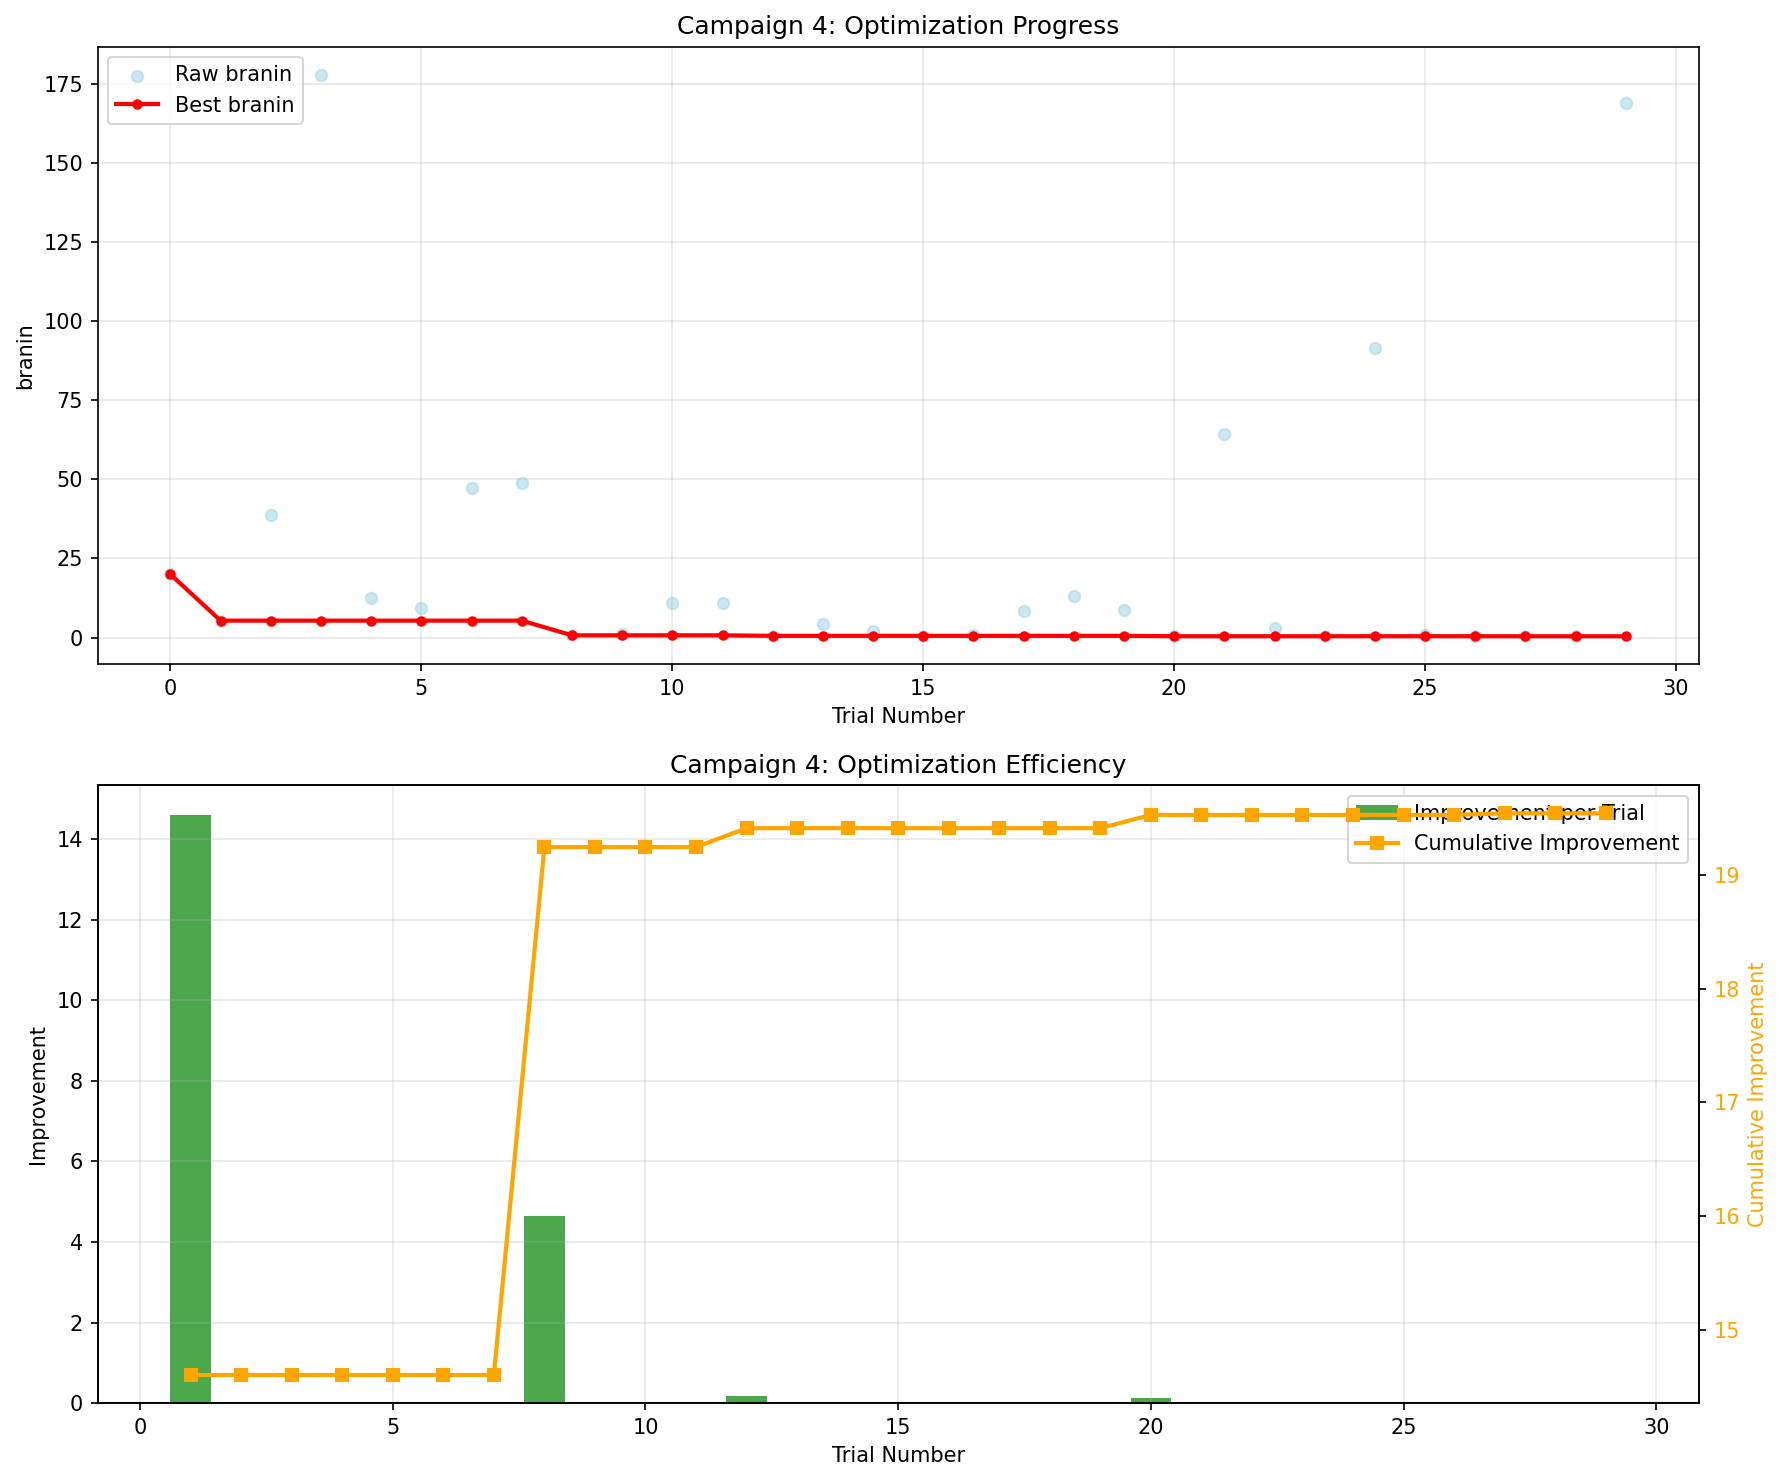 Campaign 4: Optimization Progress
Raw branin
Best branin
175
150
125
100
75
50
25
0
branin
0 5 10 15 20 25 30
Trial Number
Campaign 4: Optimization Efficiency
Improvement per Trial
Cumulative Improvement
14
12
10
8
6
4
2
0
Improvement
19
18
17
16
15
Cumulative Improvement
0 5 10 15 20 25 30
Trial Number